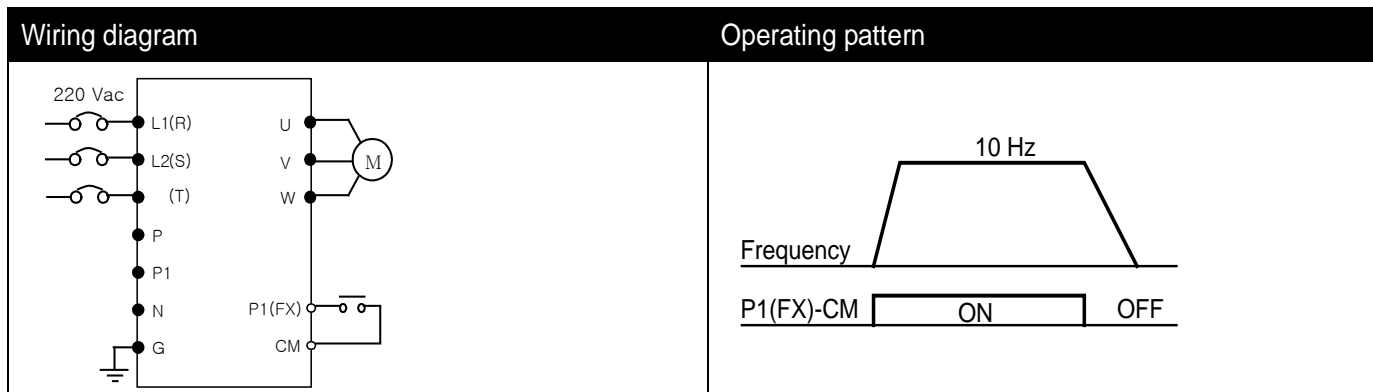 Wiring diagram
Operating pattern
220 Vac
L1(R)
U
L2(S)
V
M
(T)
W
P
P1
N
P1(FX)
G
CM
10 Hz
Frequency
P1(FX)-CM
ON
OFF